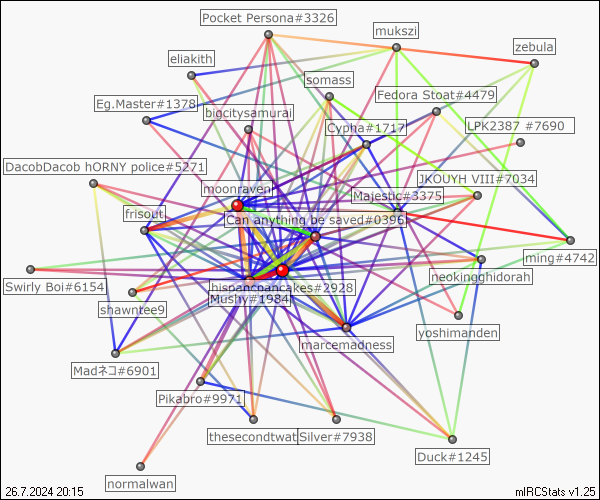 Pocket Persona#3326
mukszi
zebula
eliakith
somass
Fedora Stoat#4479
Eg.Master#1378
bigcitysamurai
Cypha#1717
LPK2387 #7690
DacobDacob hORNY police#5271
JKOUYH VIII#7034
moonraven
Majestic#3375
frisout
Can anything be saved#0396
ming#4742
neokinghidorah
Swirly Boi#6154
hispancpancakes#2928
shawntee9
Mushy#1984
yoshimanden
marcemadness
Madネコ#6901
Pikabro#9971
thesecondtwat
Silver#7938
Duck#1245
normalwan
26.7.2024 20:15
mIRCStats v1.25